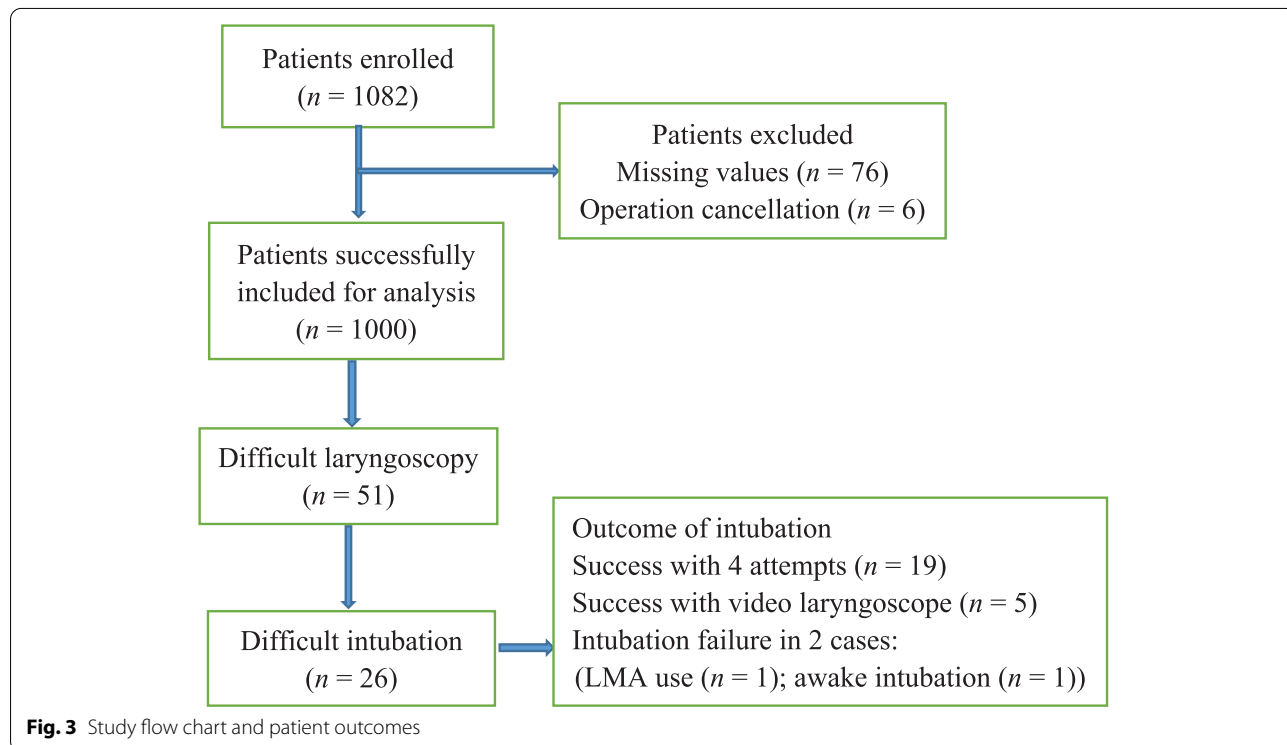 Patients enrolled
(n = 1082)
Patients excluded
Missing values (n = 76)
Operation cancellation (n = 6)
Patients successfully
included for analysis
(n = 1000)
Difficult laryngoscopy
(n = 51)
Difficult intubation
(n = 26)
Outcome of intubation
Success with 4 attempts (n = 19)
Success with video laryngoscope (n = 5)
Intubation failure in 2 cases:
(LMA use (n = 1); awake intubation (n = 1))
Fig. 3 Study flow chart and patient outcomes